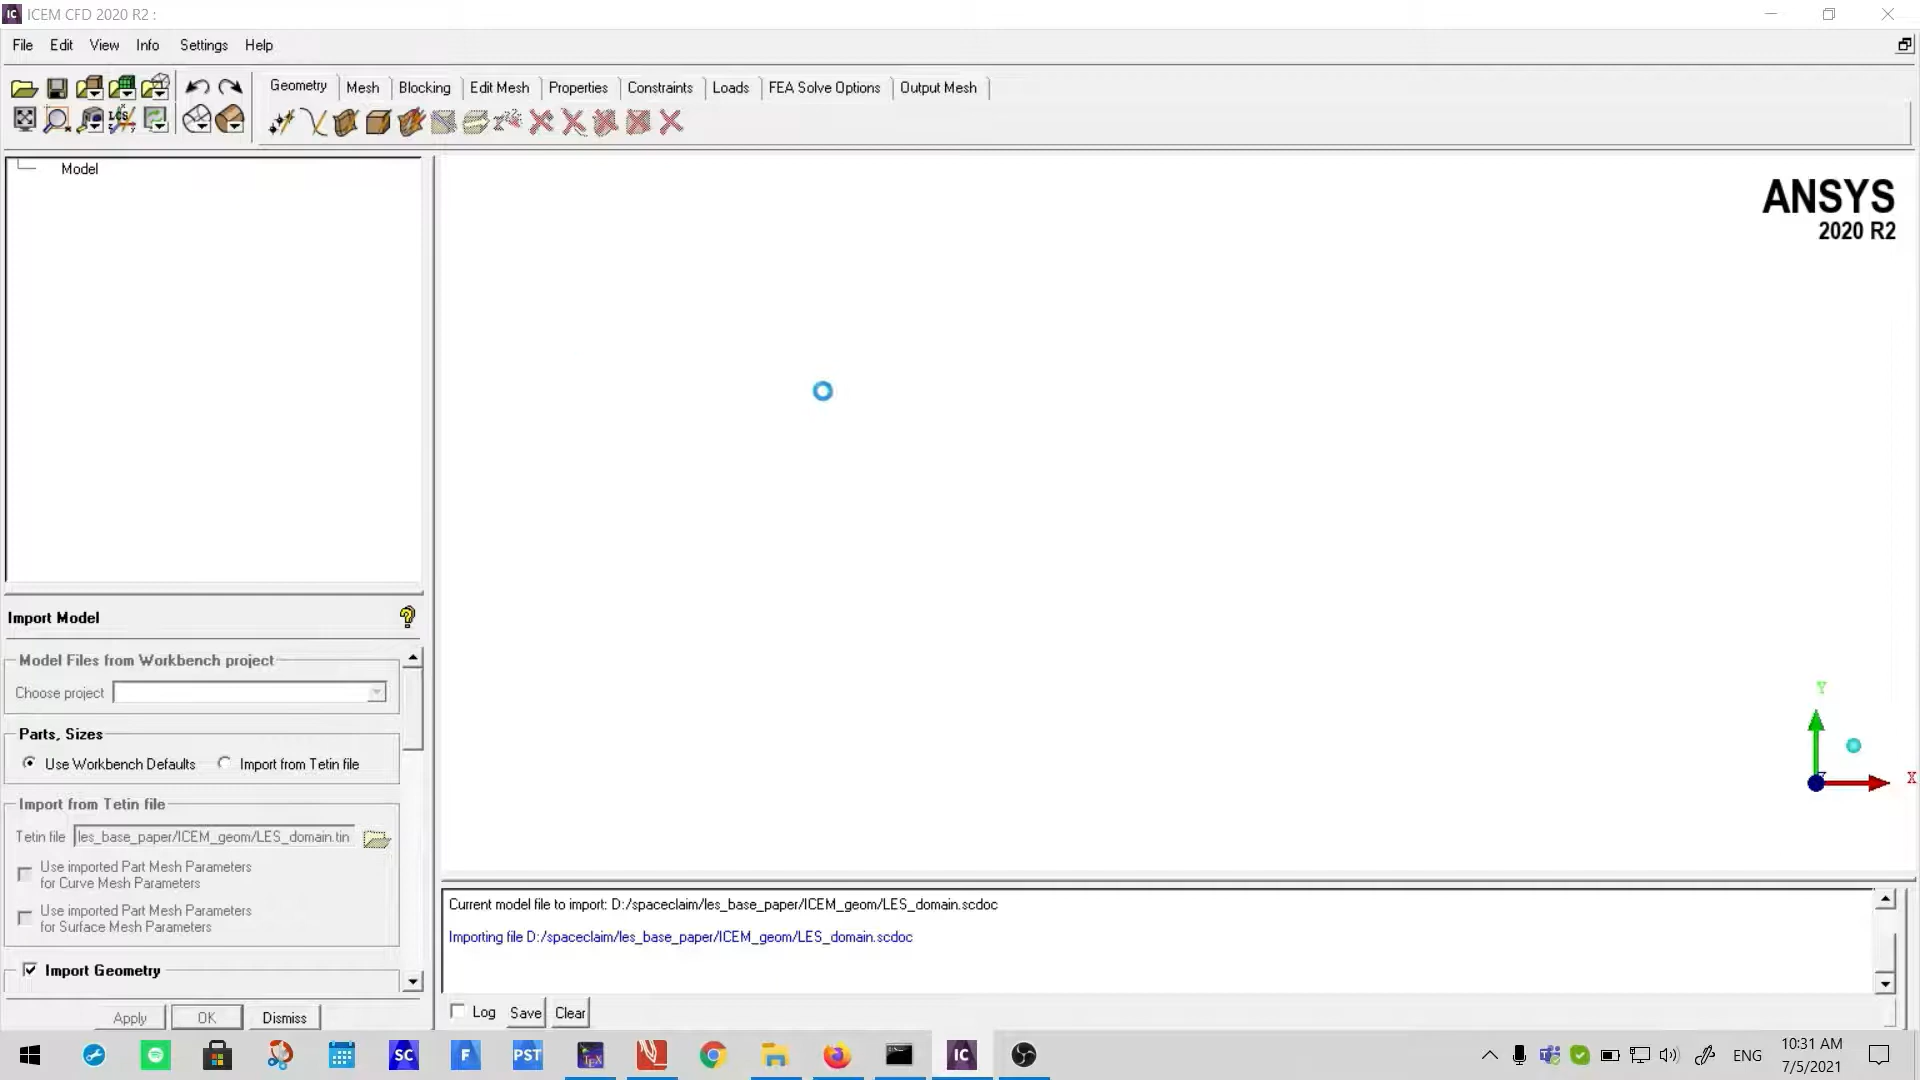 ICEM CFD 2020 R2 :
File Edit View Info Settings Help
Geometry Mesh Blocking Edit Mesh Properties Constraints Loads FEA Solve Options Output Mesh
LCS
Model
ANSYS
2020 R2
Import Model
Model Files from Workbench project
Choose project
Parts, Sizes
Use Workbench Defaults Import from Tetin file
Import from Tetin file
Tetin file les_base_paper/ICEM_geom/LES_domain.tin
Use imported Part Mesh Parameters
for Curve Mesh Parameters
Use imported Part Mesh Parameters
for Surface Mesh Parameters
Import Geometry
Apply OK Dismiss
Y
X
Current model file to import: D:/spaceclaim/les_base_paper/ICEM_geom/LES_domain.scdoc
Importing file D:/spaceclaim/les_base_paper/ICEM_geom/LES_domain.scdoc
Log Save Clear
SC F PST TEX IC ENG
10:31 AM
7/5/2021